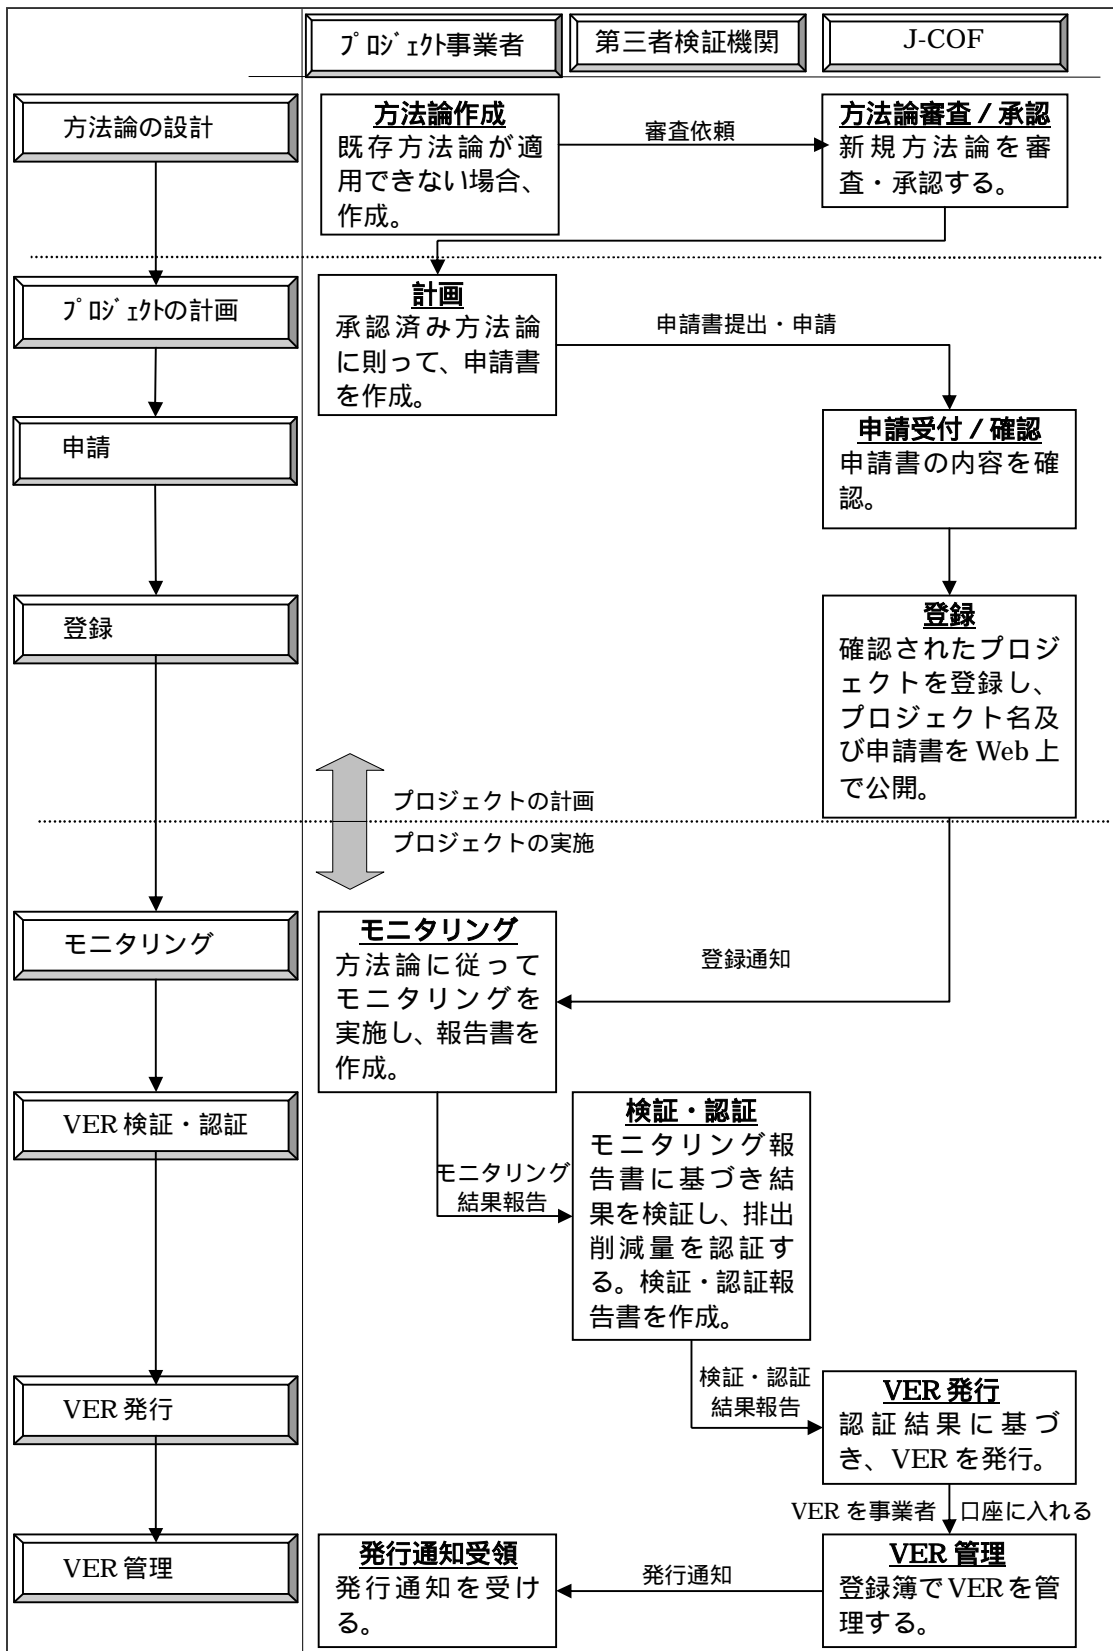 プロジェクト事業者
第三者検証機関
J-COF
方法論の設計
方法論作成
既存方法論が適
用できない場合、
作成。
審査依頼
方法論審査/承認
新規方法論を審
査・承認する。
プロジェクトの計画
計画
承認済み方法論
に則って、申請書
を作成。
申請書提出・申請
申請
申請受付/確認
申請書の内容を確
認。
登録
登録
確認されたプロジ
ェクトを登録し、
プロジェクト名及
び申請書を Web 上
で公開。
プロジェクトの計画
プロジェクトの実施
モニタリング
モニタリング
方法論に従って
モニタリングを
実施し、報告書を
作成。
登録通知
VER 検証・認証
モニタリング
結果報告
検証・認証
モニタリング報
告書に基づき結
果を検証し、排出
削減量を認証す
る。検証・認証報
告書を作成。
検証・認証
結果報告
VER 発行
VER 発行
認証結果に基づ
き、VER を発行。
VER を事業者 口座に入れる
VER 管理
発行通知受領
発行通知を受け
る。
発行通知
VER 管理
登録簿で VER を管
理する。